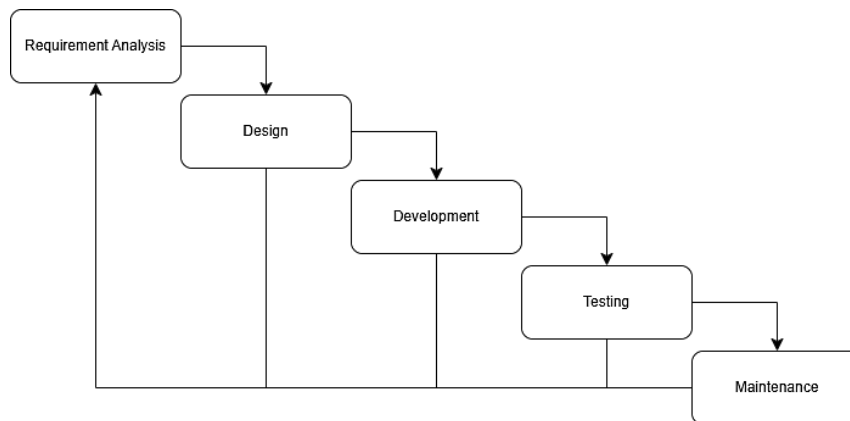 Requirement Analysis
Design
Development
Testing
Maintenance